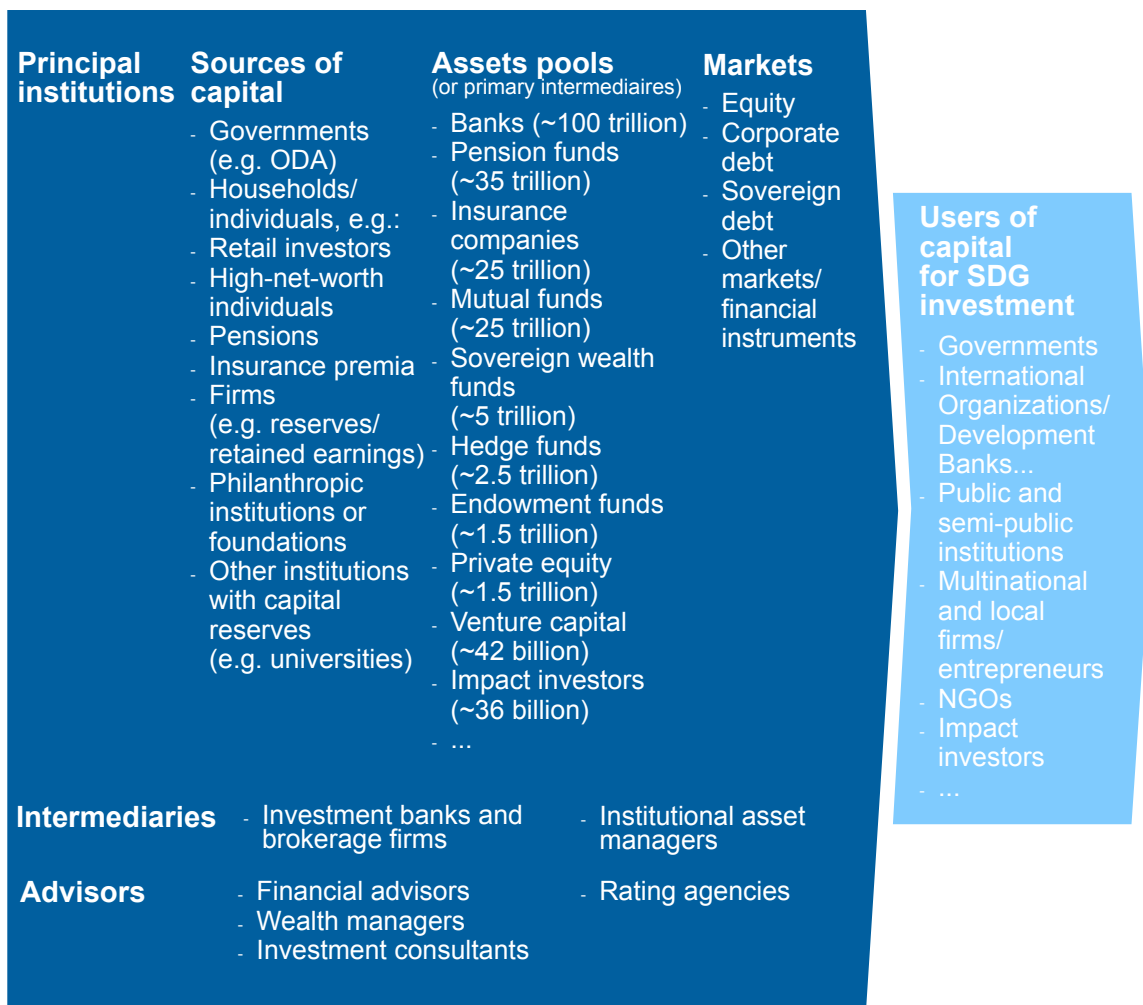 Principal
institutions
Sources of
capital
- Governments
(e.g. ODA)
- Households/
individuals, e.g.:
- Retail investors
- High-net-worth
individuals
- Pensions
- Insurance premia
- Firms
(e.g. reserves/
retained earnings)
- Philanthropic
institutions or
foundations
- Other institutions
with capital
reserves
(e.g. universities)
Assets pools
(or primary intermediaires)
- Banks (~100 trillion)
- Pension funds
(~35 trillion)
- Insurance
companies
(~25 trillion)
- Mutual funds
(~25 trillion)
- Sovereign wealth
funds
(~5 trillion)
- Hedge funds
(~2.5 trillion)
- Endowment funds
(~1.5 trillion)
- Private equity
(~1.5 trillion)
- Venture capital
(~42 billion)
- Impact investors
(~36 billion)
- ...
Markets
- Equity
- Corporate
debt
- Sovereign
debt
- Other
markets/
financial
instruments
Users of
capital
for SDG
investment
- Governments
- International
Organizations/
Development
Banks...
- Public and
semi-public
institutions
- Multinational
and local
firms/
entrepreneurs
- NGOs
- Impact
investors
- ...
Intermediaries
- Investment banks and
brokerage firms
- Institutional asset
managers
Advisors
- Financial advisors
- Wealth managers
- Investment consultants
- Rating agencies